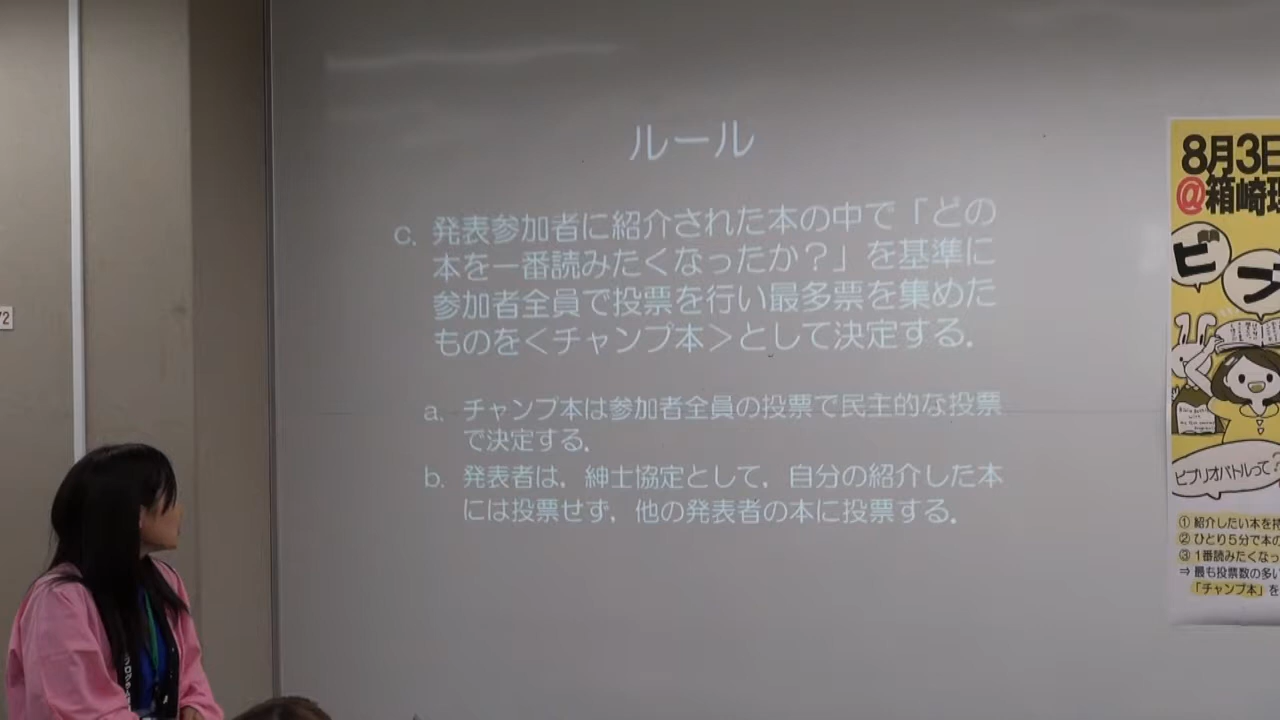 ルール
c. 発表参加者に紹介された本の中で「どの
本を一番読みたくなったか？」を基準に
参加者全員で投票を行い最多票を集めた
ものを＜チャンプ本＞として決定する．
a. チャンプ本は参加者全員の投票で民主的な投票
で決定する．
b. 発表者は，紳士協定として，自分の紹介した本
には投票せず，他の発表者の本に投票する．
8月3日
@箱崎理
ビブ
ビブリオバトルって？
① 紹介したい本を持
② ひとり5分で本の
③ 1番読みたくなっ
⇒ 最も投票数の多い
「チャンプ本」を